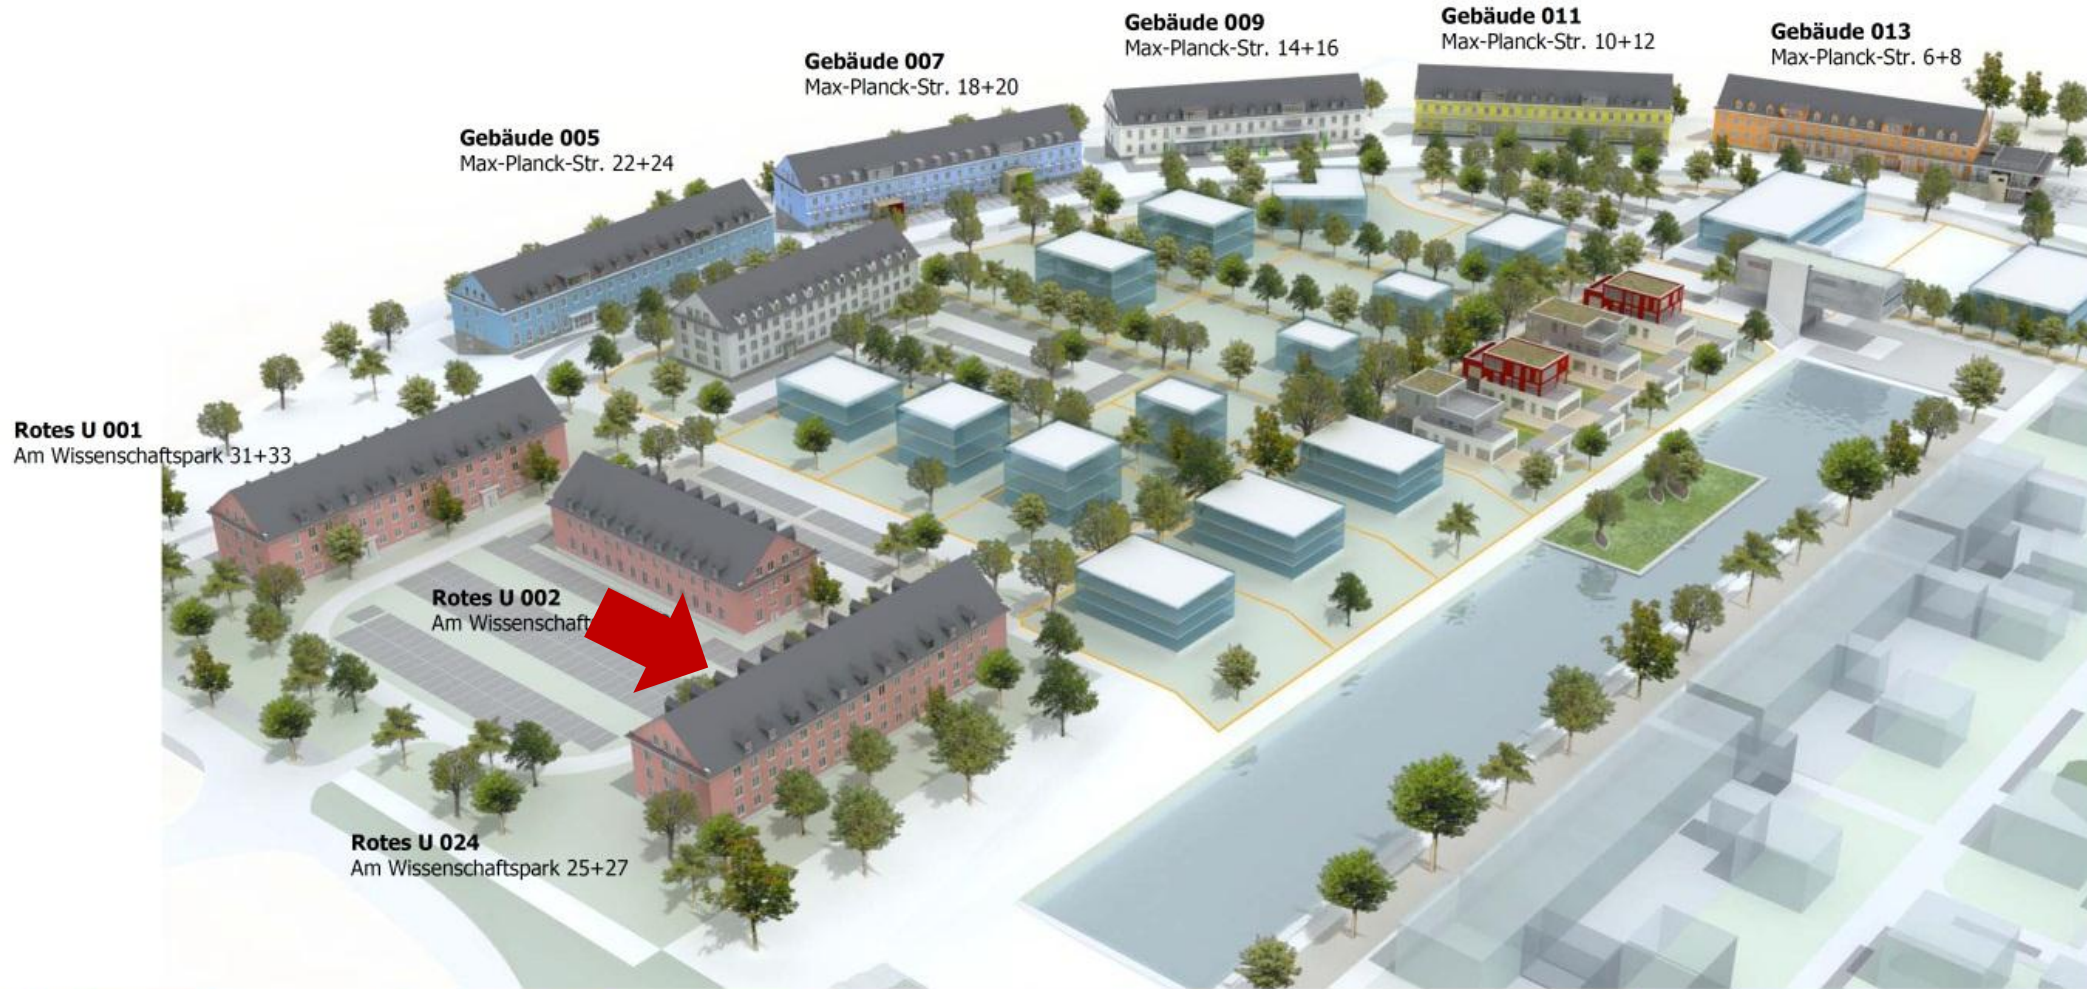 Gebäude 009
Max-Planck-Str. 14+16
Gebäude 011
Max-Planck-Str. 10+12
Gebäude 013
Max-Planck-Str. 6+8
Gebäude 007
Max-Planck-Str. 18+20
Gebäude 005
Max-Planck-Str. 22+24
Rotes U 001
Am Wissenschaftspark 31+33
Rotes U 002
Am Wissenschaft
Rotes U 024
Am Wissenschaftspark 25+27